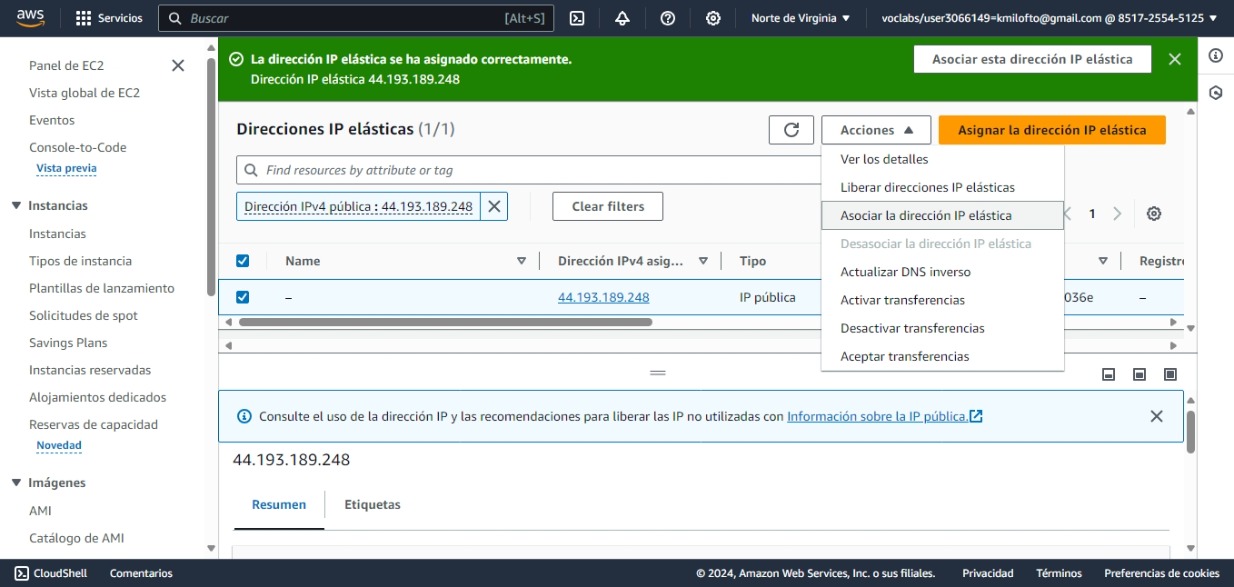 aws
Servicios
Buscar
[Alt+S]
Norte de Virginia ▼
voclabs/user3066149=kmilofto@gmail.com @ 8517-2554-5125 ▼
Panel de EC2
Vista global de EC2
Eventos
Console-to-Code
Vista previa
Instancias
Instancias
Tipos de instancia
Plantillas de lanzamiento
Solicitudes de spot
Savings Plans
Instancias reservadas
Alojamientos dedicados
Reservas de capacidad
Novedad
Imágenes
AMI
Catálogo de AMI
La dirección IP elástica se ha asignado correctamente.
Dirección IP elástica 44.193.189.248
Asociar esta dirección IP elástica
Direcciones IP elásticas (1/1)
Acciones ▲
Asignar la dirección IP elástica
Find resources by attribute or tag
Dirección IPv4 pública : 44.193.189.248
Clear filters
Ver los detalles
Liberar direcciones IP elásticas
Asociar la dirección IP elástica
Desasociar la dirección IP elástica
Actualizar DNS inverso
Activar transferencias
Desactivar transferencias
Aceptar transferencias
1
Name
Dirección IPv4 asig...
Tipo
Registro
–
44.193.189.248
IP pública
036e
–
Consulte el uso de la dirección IP y las recomendaciones para liberar las IP no utilizadas con Información sobre la IP pública.
44.193.189.248
Resumen
Etiquetas
CloudShell
Comentarios
© 2024, Amazon Web Services, Inc. o sus filiales.
Privacidad
Términos
Preferencias de cookies